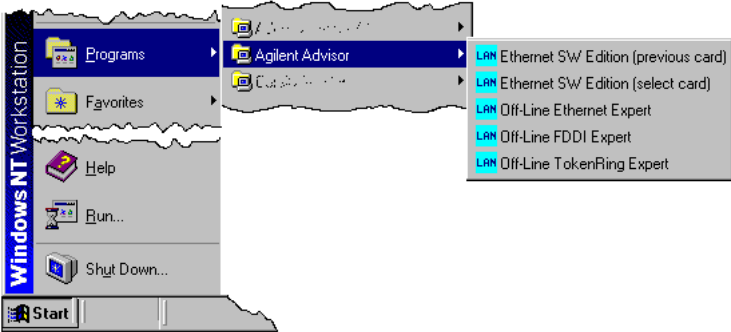 Windows NT Workstation
Programs
Favorites
Help
Run...
Shut Down...
Start
Agilent Advisor
LAN Ethernet SW Edition (previous card)
LAN Ethernet SW Edition (select card)
LAN Off-Line Ethernet Expert
LAN Off-Line FDDI Expert
LAN Off-Line TokenRing Expert